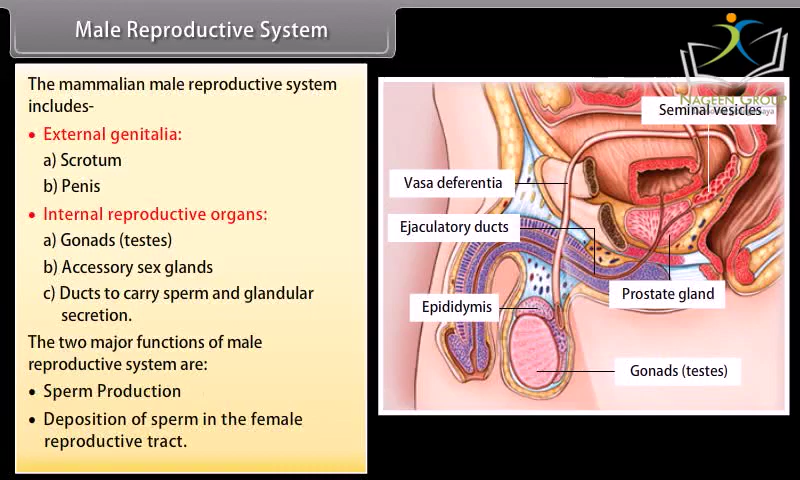 Male Reproductive System
The mammalian male reproductive system
includes-
• External genitalia:
a) Scrotum
b) Penis
• Internal reproductive organs:
a) Gonads (testes)
b) Accessory sex glands
c) Ducts to carry sperm and glandular
secretion.
The two major functions of male
reproductive system are:
• Sperm Production
• Deposition of sperm in the female
reproductive tract.
NAGEEN GROUP
Seminal vesicles
Vasa deferentia
Ejaculatory ducts
Prostate gland
Epididymis
Gonads (testes)